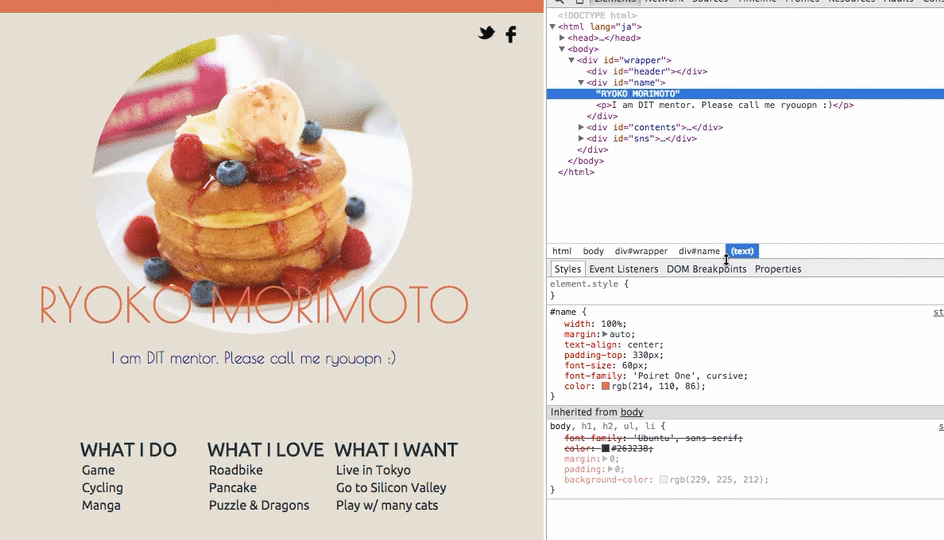 CAKE DAYS
RYOKO MORIMOTO
I am DIT mentor. Please call me ryouopn :)
WHAT I DO
Game
Cycling
Manga
WHAT I LOVE
Roadbike
Pancake
Puzzle & Dragons
WHAT I WANT
Live in Tokyo
Go to Silicon Valley
Play w/ many cats
Elements Network Sources Timeline Profiles Resources Audits
<!DOCTYPE html>
<html lang="ja">
<head>…</head>
<body>
<div id="wrapper">
<div id="header"></div>
<div id="name">
"RYOKO MORIMOTO"
<p>I am DIT mentor. Please call me ryouopn :)</p>
</div>
<div id="contents">…</div>
<div id="sns">…</div>
</div>
</body>
</html>
html body div#wrapper div#name (text)
Styles Event Listeners DOM Breakpoints Properties
element.style {
}
#name { st
width: 100%;
margin: auto;
text-align: center;
padding-top: 330px;
font-size: 60px;
font-family: 'Poiret One', cursive;
color: rgb(214, 110, 86);
}
Inherited from body
body, h1, h2, ul, li { s
font-family: 'Ubuntu', sans serif;
color: #263238;
margin: 0;
padding: 0;
background-color: rgb(229, 225, 212);
}